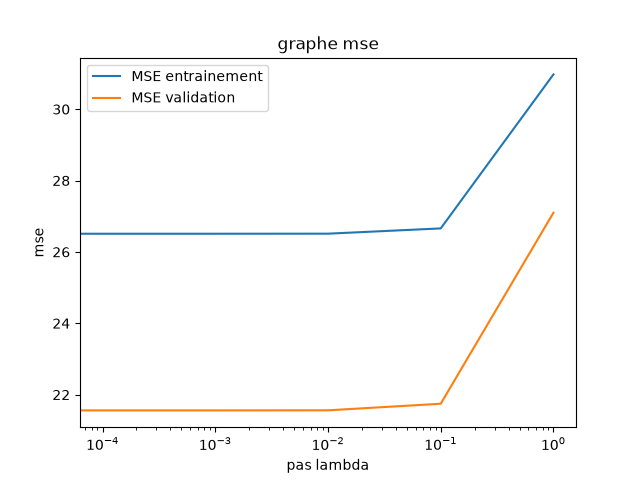 graphe mse
MSE entrainement
MSE validation
30
28
26
24
22
mse
10⁻⁴
10⁻³
10⁻²
10⁻¹
10⁰
pas lambda